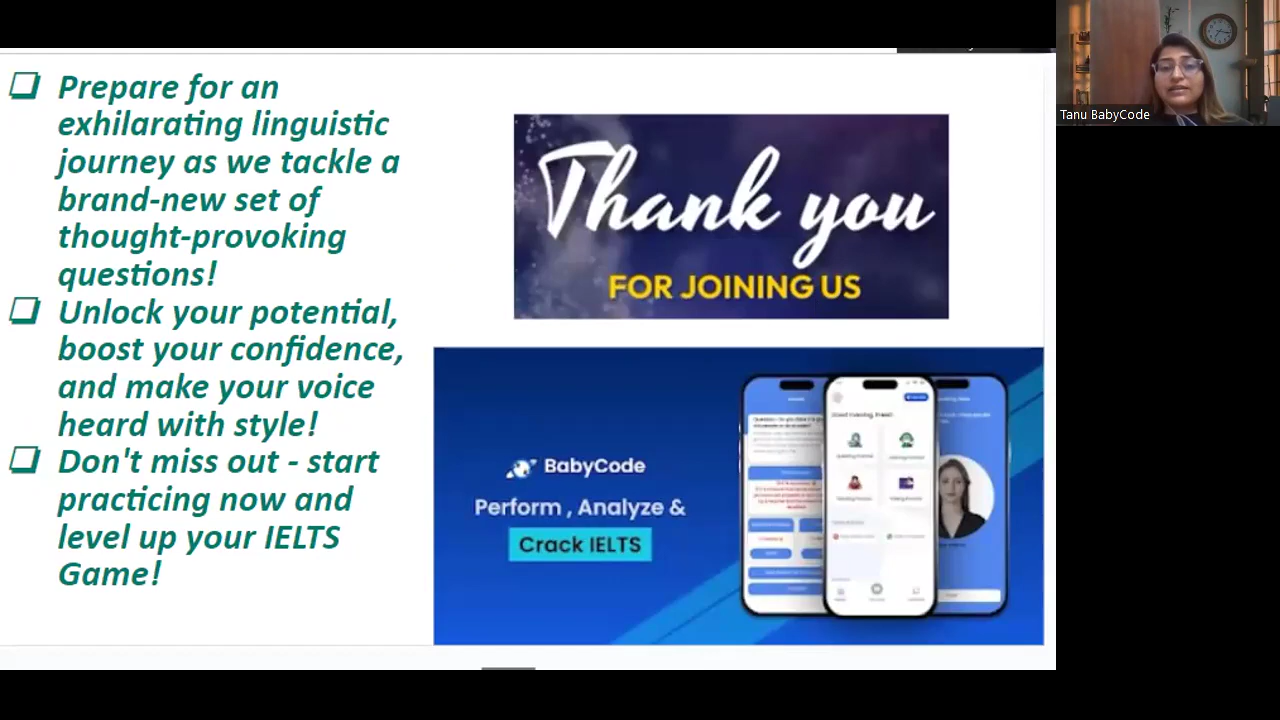 Prepare for an
exhilarating linguistic
journey as we tackle a
brand-new set of
thought-provoking
questions!
Unlock your potential,
boost your confidence,
and make your voice
heard with style!
Don't miss out - start
practicing now and
level up your IELTS
Game!
Thank you
FOR JOINING US
BabyCode
Perform , Analyze &
Crack IELTS
Tanu BabyCode